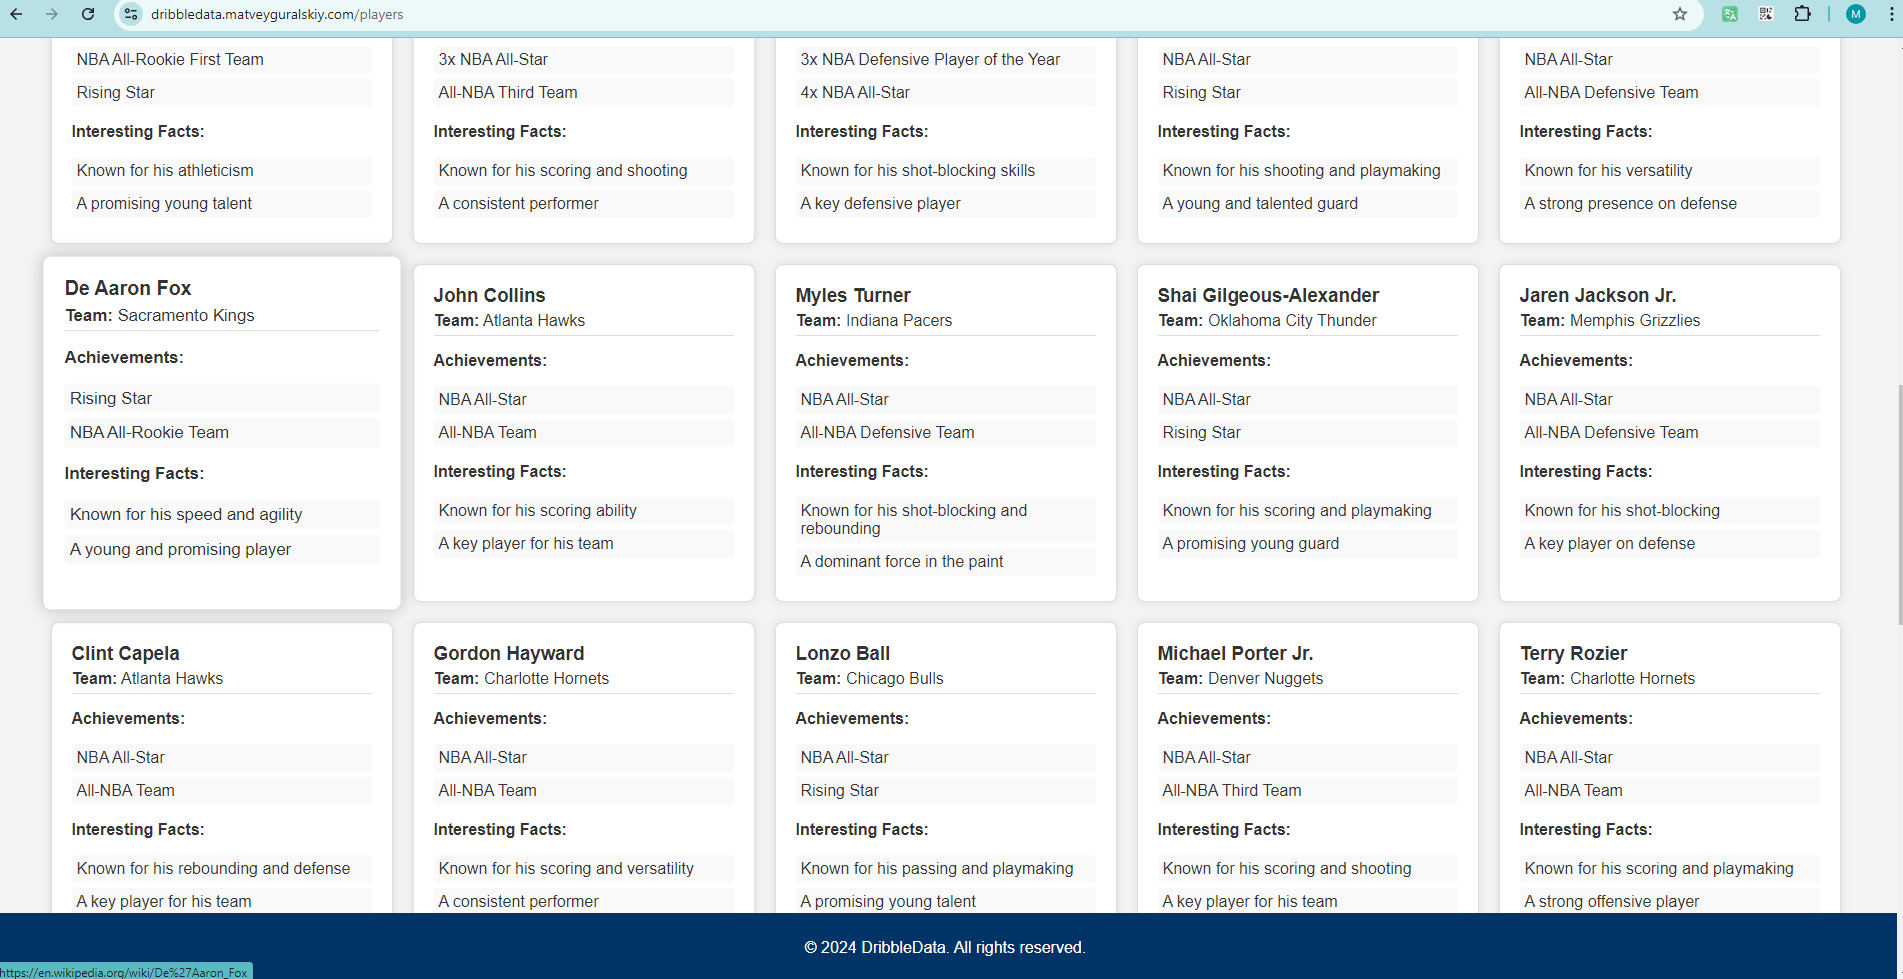 dribbledata.matveyguralskiy.com/players
M
NBA All-Rookie First Team
Rising Star
Interesting Facts:
Known for his athleticism
A promising young talent
3x NBA All-Star
All-NBA Third Team
Interesting Facts:
Known for his scoring and shooting
A consistent performer
3x NBA Defensive Player of the Year
4x NBA All-Star
Interesting Facts:
Known for his shot-blocking skills
A key defensive player
NBA All-Star
Rising Star
Interesting Facts:
Known for his shooting and playmaking
A young and talented guard
NBA All-Star
All-NBA Defensive Team
Interesting Facts:
Known for his versatility
A strong presence on defense
De Aaron Fox
Team: Sacramento Kings
Achievements:
Rising Star
NBA All-Rookie Team
Interesting Facts:
Known for his speed and agility
A young and promising player
John Collins
Team: Atlanta Hawks
Achievements:
NBA All-Star
All-NBA Team
Interesting Facts:
Known for his scoring ability
A key player for his team
Myles Turner
Team: Indiana Pacers
Achievements:
NBA All-Star
All-NBA Defensive Team
Interesting Facts:
Known for his shot-blocking and
rebounding
A dominant force in the paint
Shai Gilgeous-Alexander
Team: Oklahoma City Thunder
Achievements:
NBA All-Star
Rising Star
Interesting Facts:
Known for his scoring and playmaking
A promising young guard
Jaren Jackson Jr.
Team: Memphis Grizzlies
Achievements:
NBA All-Star
All-NBA Defensive Team
Interesting Facts:
Known for his shot-blocking
A key player on defense
Clint Capela
Team: Atlanta Hawks
Achievements:
NBA All-Star
All-NBA Team
Interesting Facts:
Known for his rebounding and defense
A key player for his team
Gordon Hayward
Team: Charlotte Hornets
Achievements:
NBA All-Star
All-NBA Team
Interesting Facts:
Known for his scoring and versatility
A consistent performer
Lonzo Ball
Team: Chicago Bulls
Achievements:
NBA All-Star
Rising Star
Interesting Facts:
Known for his passing and playmaking
A promising young talent
Michael Porter Jr.
Team: Denver Nuggets
Achievements:
NBA All-Star
All-NBA Third Team
Interesting Facts:
Known for his scoring and shooting
A key player for his team
Terry Rozier
Team: Charlotte Hornets
Achievements:
NBA All-Star
All-NBA Team
Interesting Facts:
Known for his scoring and playmaking
A strong offensive player
© 2024 DribbleData. All rights reserved.
https://en.wikipedia.org/wiki/De%27Aaron_Fox